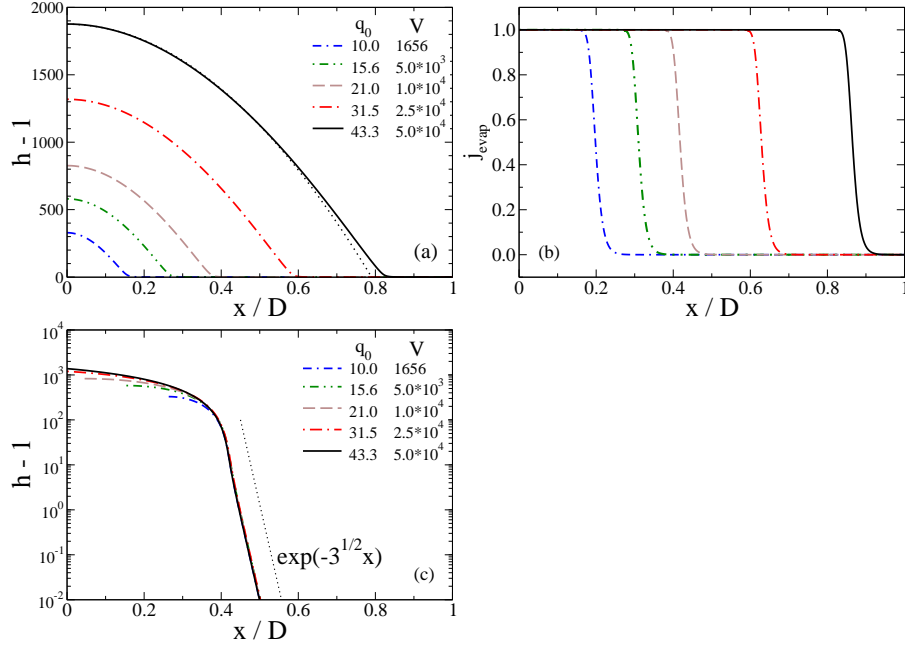 2000
1500
1000
500
0
h - 1
q0 V
10.0 1656
15.6 5.0*10^3
21.0 1.0*10^4
31.5 2.5*10^4
43.3 5.0*10^4
(a)
0 0.2 0.4 0.6 0.8 1
x / D
1.0
0.8
0.6
0.4
0.2
0.0
j_evap
(b)
0 0.2 0.4 0.6 0.8 1
x / D
10^4
10^3
10^2
10^1
10^0
10^-1
10^-2
h - 1
q0 V
10.0 1656
15.6 5.0*10^3
21.0 1.0*10^4
31.5 2.5*10^4
43.3 5.0*10^4
exp(-3^1/2x)
(c)
0 0.2 0.4 0.6 0.8 1
x / D